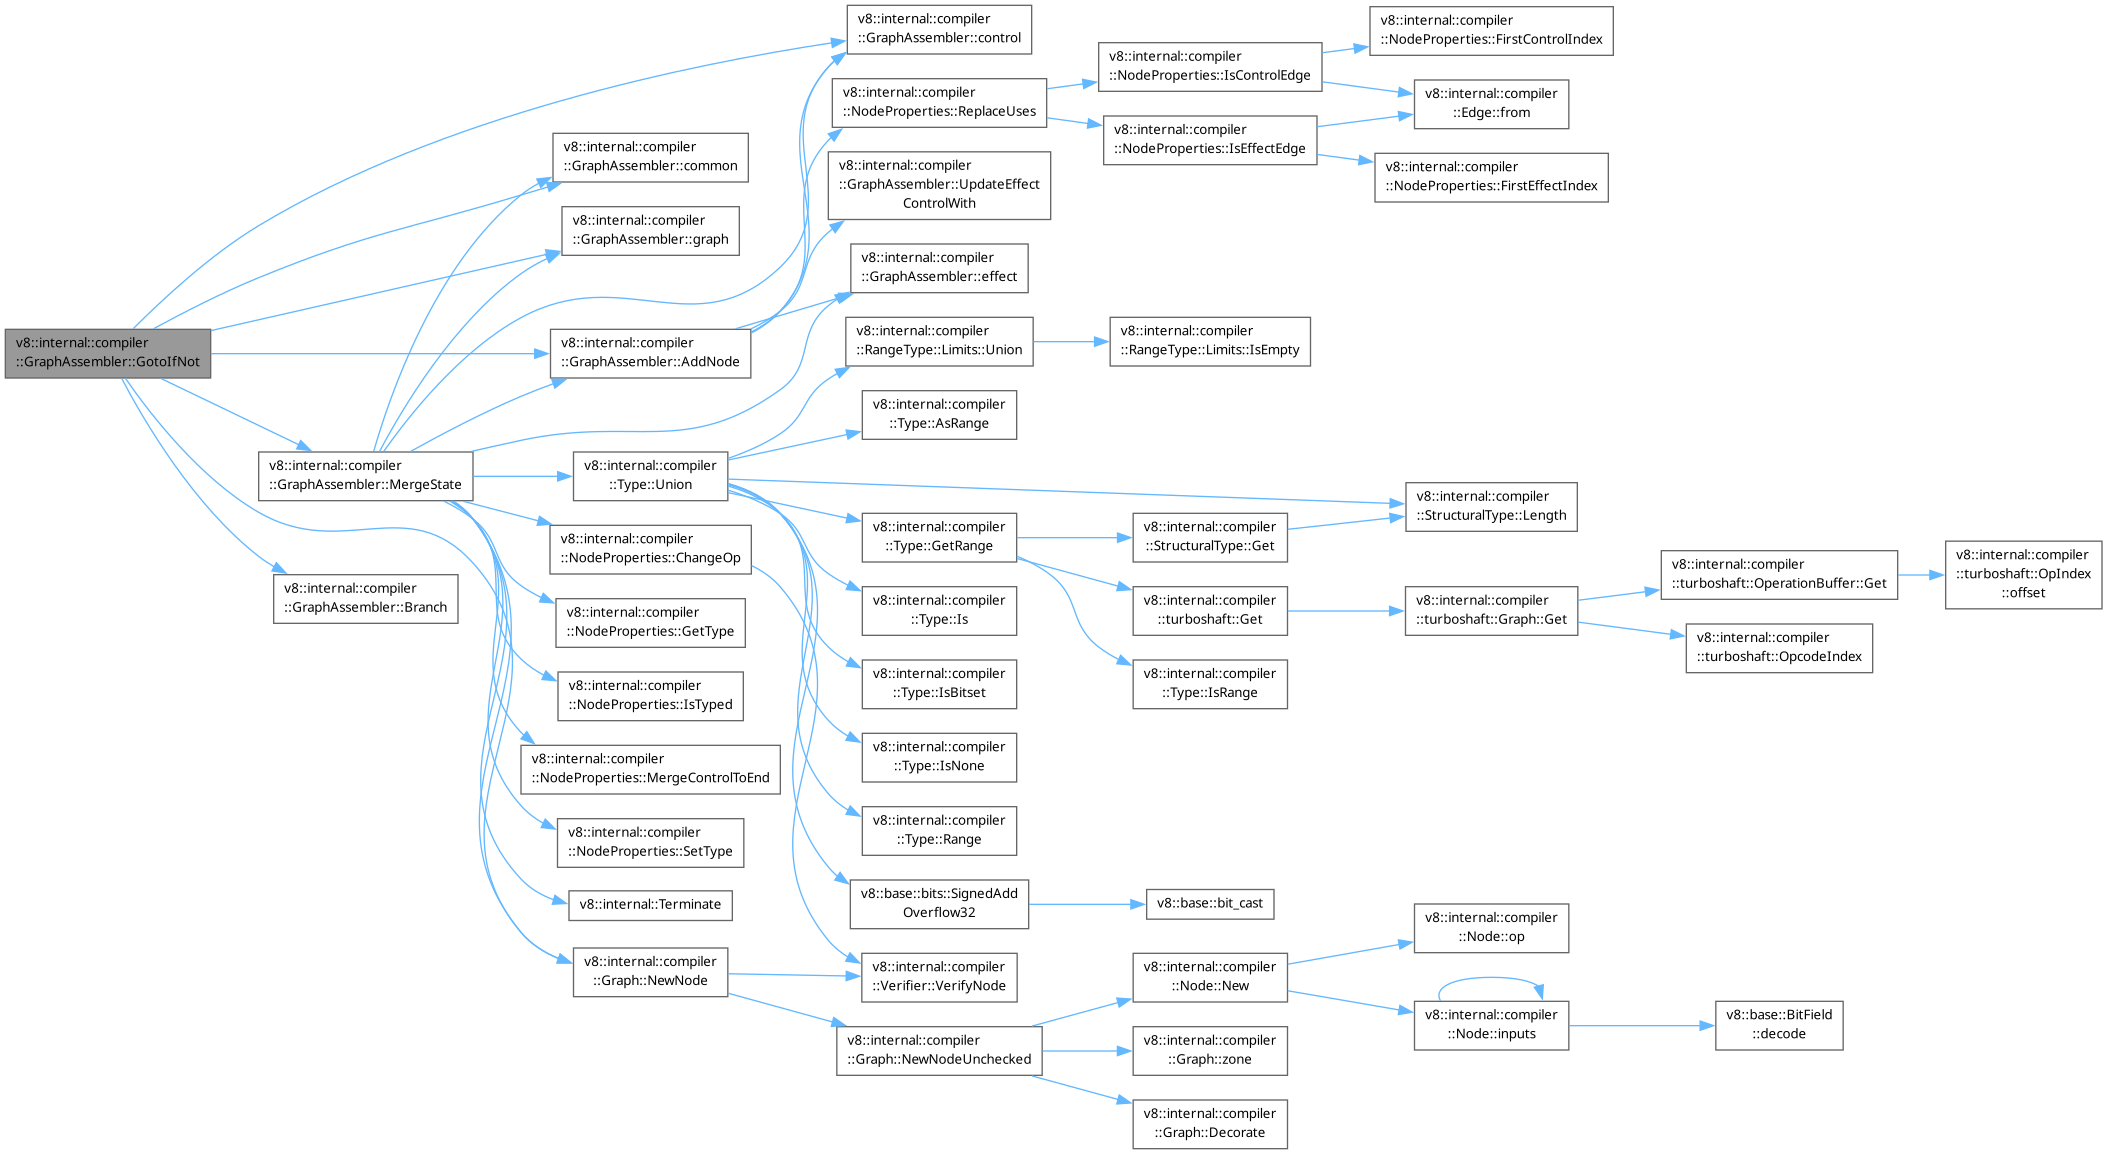 v8::internal::compiler
::GraphAssembler::GotoIfNot
v8::internal::compiler
::GraphAssembler::MergeState
v8::internal::compiler
::GraphAssembler::Branch
v8::internal::compiler
::GraphAssembler::common
v8::internal::compiler
::GraphAssembler::graph
v8::internal::compiler
::GraphAssembler::AddNode
v8::internal::compiler
::Type::Union
v8::internal::compiler
::NodeProperties::ChangeOp
v8::internal::compiler
::NodeProperties::GetType
v8::internal::compiler
::NodeProperties::IsTyped
v8::internal::compiler
::NodeProperties::MergeControlToEnd
v8::internal::compiler
::NodeProperties::SetType
v8::internal::Terminate
v8::internal::compiler
::Graph::NewNode
v8::internal::compiler
::GraphAssembler::control
v8::internal::compiler
::NodeProperties::ReplaceUses
v8::internal::compiler
::GraphAssembler::UpdateEffect
ControlWith
v8::internal::compiler
::GraphAssembler::effect
v8::internal::compiler
::RangeType::Limits::Union
v8::internal::compiler
::Type::AsRange
v8::internal::compiler
::Type::GetRange
v8::internal::compiler
::Type::Is
v8::internal::compiler
::Type::IsBitset
v8::internal::compiler
::Type::IsNone
v8::internal::compiler
::Type::Range
v8::base::bits::SignedAdd
Overflow32
v8::internal::compiler
::Verifier::VerifyNode
v8::internal::compiler
::Graph::NewNodeUnchecked
v8::internal::compiler
::NodeProperties::IsControlEdge
v8::internal::compiler
::NodeProperties::IsEffectEdge
v8::internal::compiler
::RangeType::Limits::IsEmpty
v8::internal::compiler
::StructuralType::Get
v8::internal::compiler
::turboshaft::Get
v8::internal::compiler
::Type::IsRange
v8::base::bit_cast
v8::internal::compiler
::Node::New
v8::internal::compiler
::Graph::zone
v8::internal::compiler
::Graph::Decorate
v8::internal::compiler
::NodeProperties::FirstControlIndex
v8::internal::compiler
::Edge::from
v8::internal::compiler
::NodeProperties::FirstEffectIndex
v8::internal::compiler
::StructuralType::Length
v8::internal::compiler
::turboshaft::Graph::Get
v8::internal::compiler
::Node::op
v8::internal::compiler
::Node::inputs
v8::internal::compiler
::turboshaft::OperationBuffer::Get
v8::internal::compiler
::turboshaft::OpcodeIndex
v8::base::BitField
::decode
v8::internal::compiler
::turboshaft::OpIndex
::offset